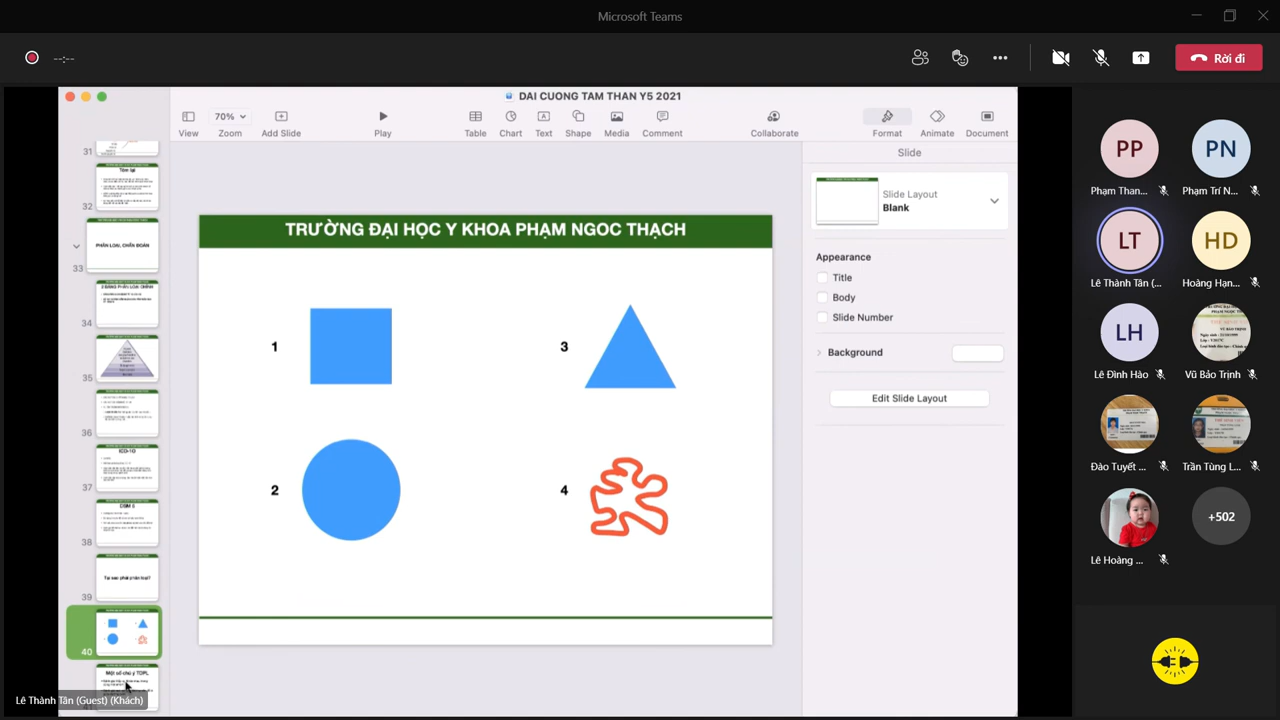 Microsoft Teams
--:--
Rời đi
DAI CUONG TAM THAN Y5 2021
70%
View
Zoom
Add Slide
Play
Table
Chart
Text
Shape
Media
Comment
Collaborate
Format
Animate
Document
Slide
31
Tóm lại
32
PHÂN LOẠI, CHẨN ĐOÁN
33
34
35
36
ICD-10
37
DSM 5
38
Tại sao phải phân loại?
39
40
Một số chú ý TCPL
TRƯỜNG ĐẠI HỌC Y KHOA PHẠM NGỌC THẠCH
1
3
2
4
Slide Layout
Blank
Appearance
Title
Body
Slide Number
Background
Edit Slide Layout
PP
PN
Phạm Than...
Phạm Trí N...
LT
HD
Lê Thành Tân (...
Hoàng Hạn...
LH
Lê Đình Hào
Vũ Bảo Trịnh
Đào Tuyết ...
Trần Tùng L...
+502
Lê Hoàng ...
Lê Thành Tân (Guest) (Khách)